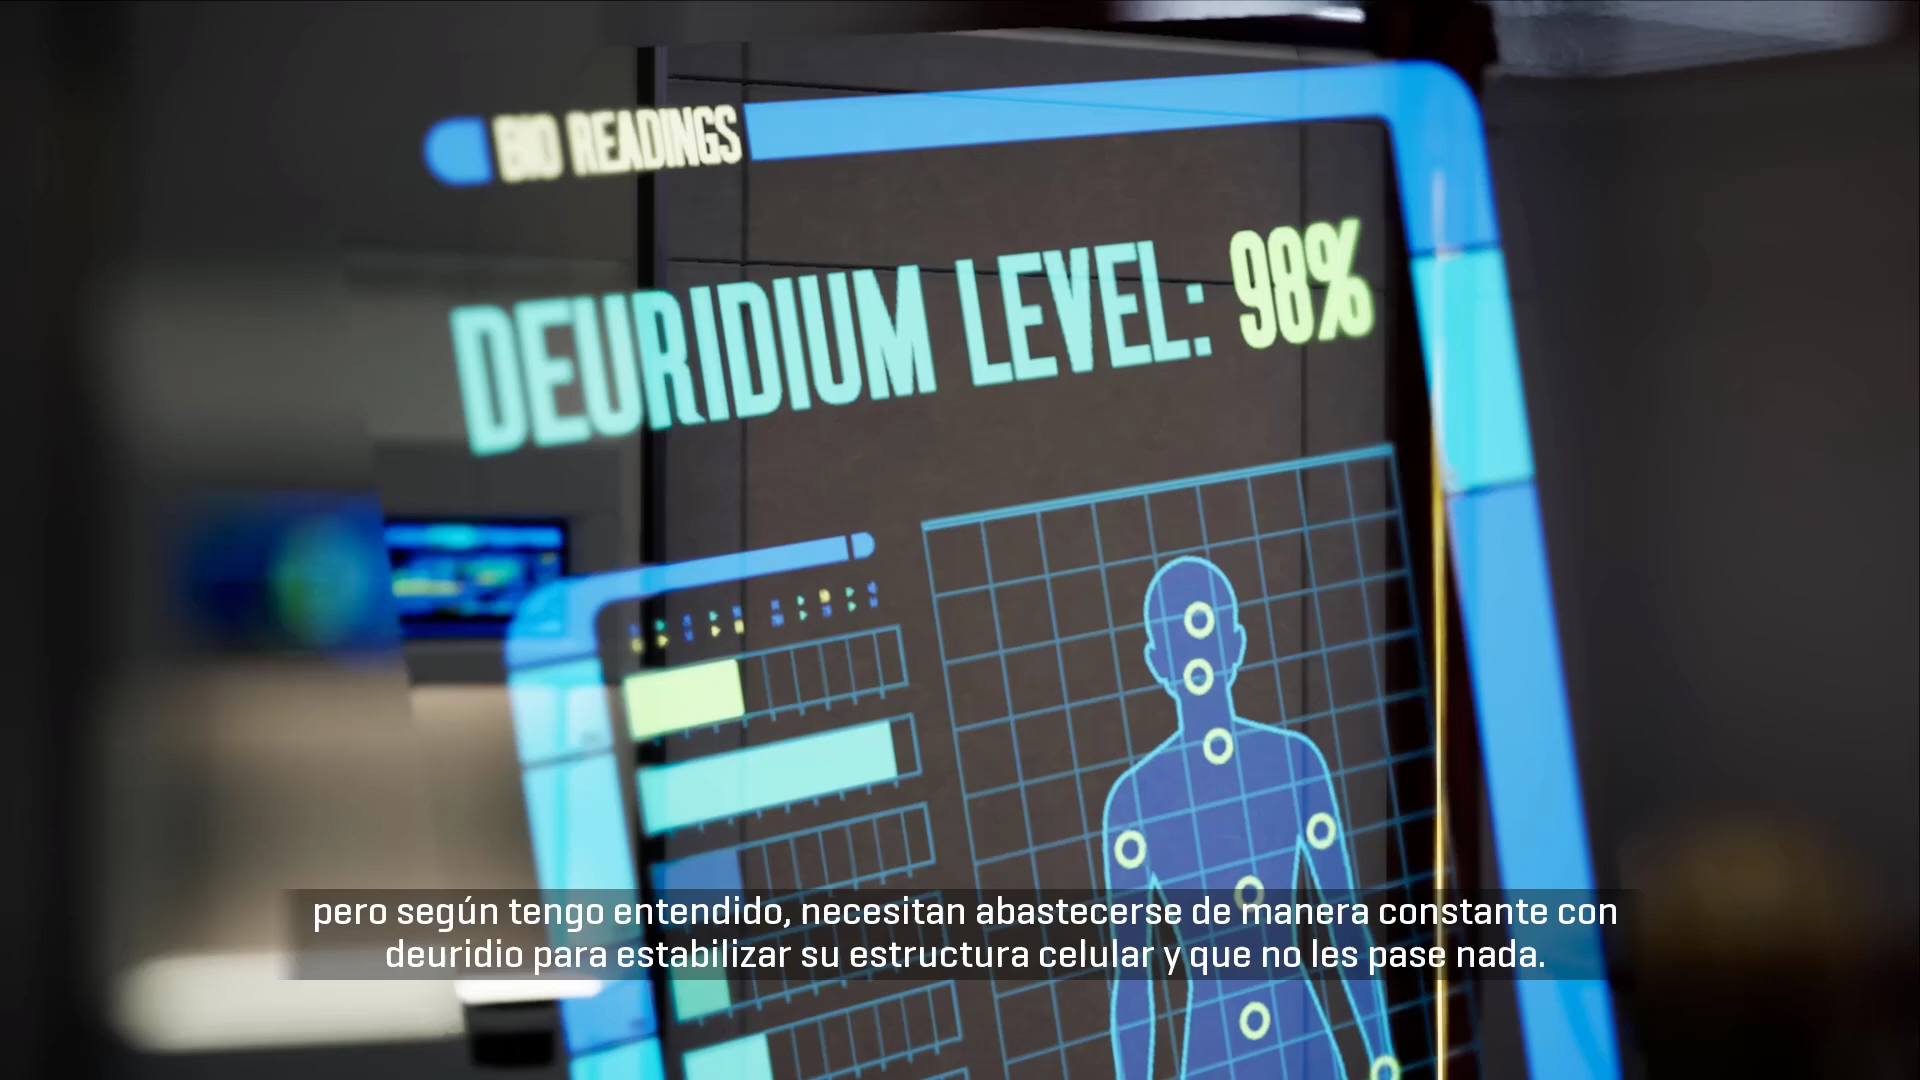 BIO READINGS
DEURIDIUM LEVEL: 98%
pero según tengo entendido, necesitan abastecerse de manera constante con
deuridio para estabilizar su estructura celular y que no les pase nada.